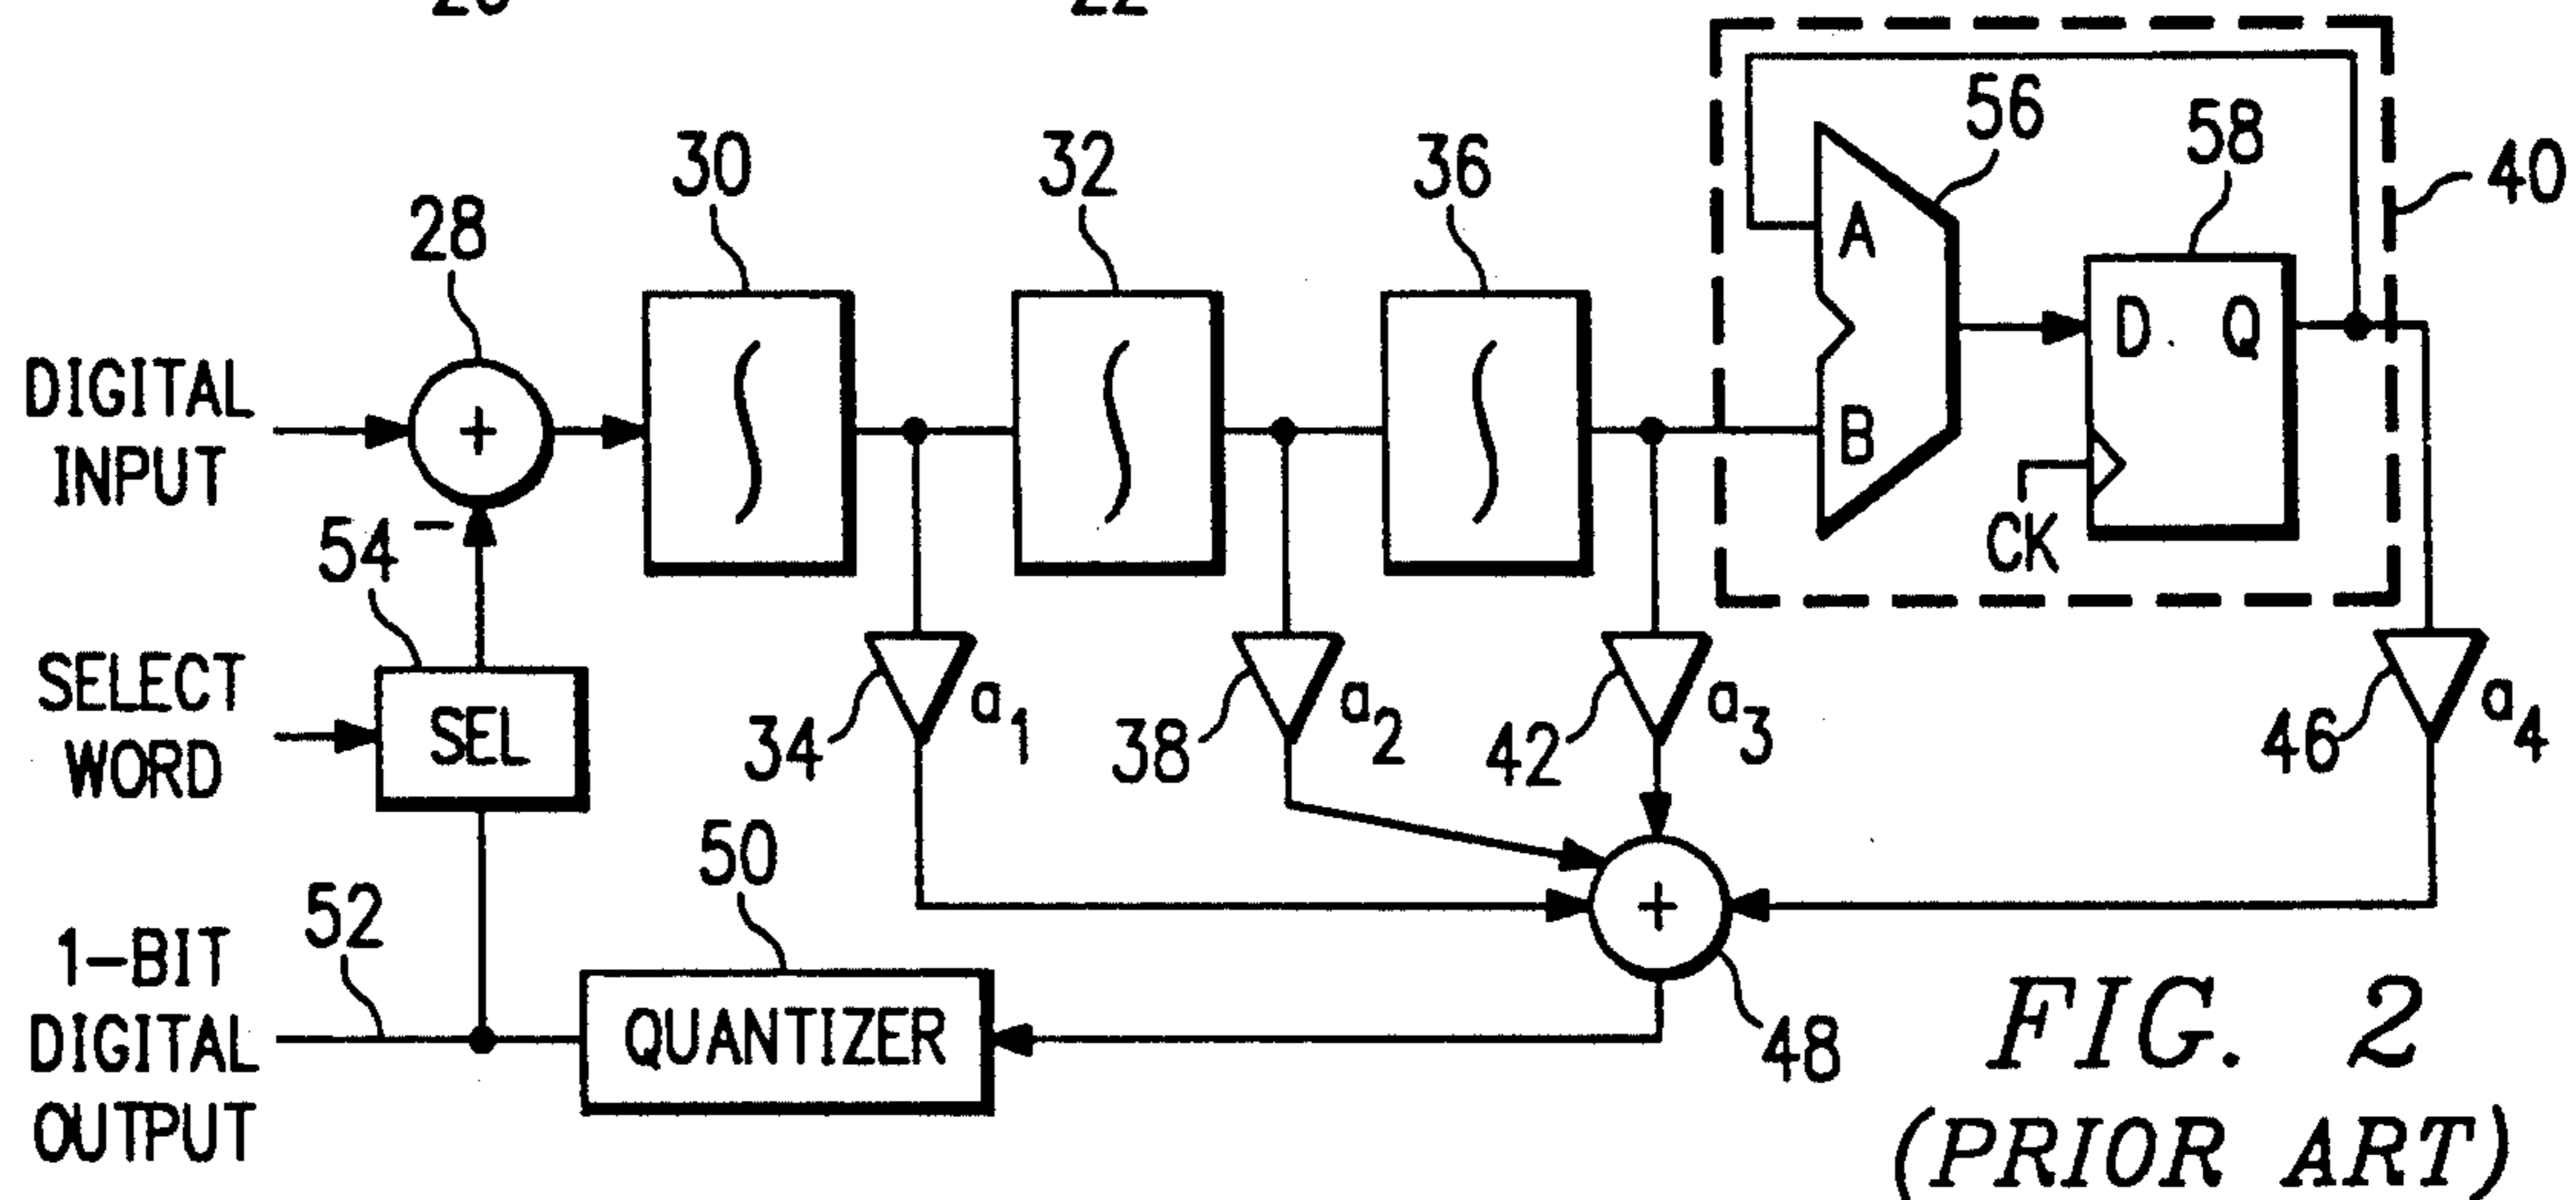 30
32
36
56
58
40
28
A
B
D Q
CK
DIGITAL
INPUT
+
54
−
SELECT
WORD
SEL
34
a1
38
a2
42
a3
46
a4
50
52
1-BIT
DIGITAL
OUTPUT
QUANTIZER
+
48
FIG. 2
(PRIOR ART)